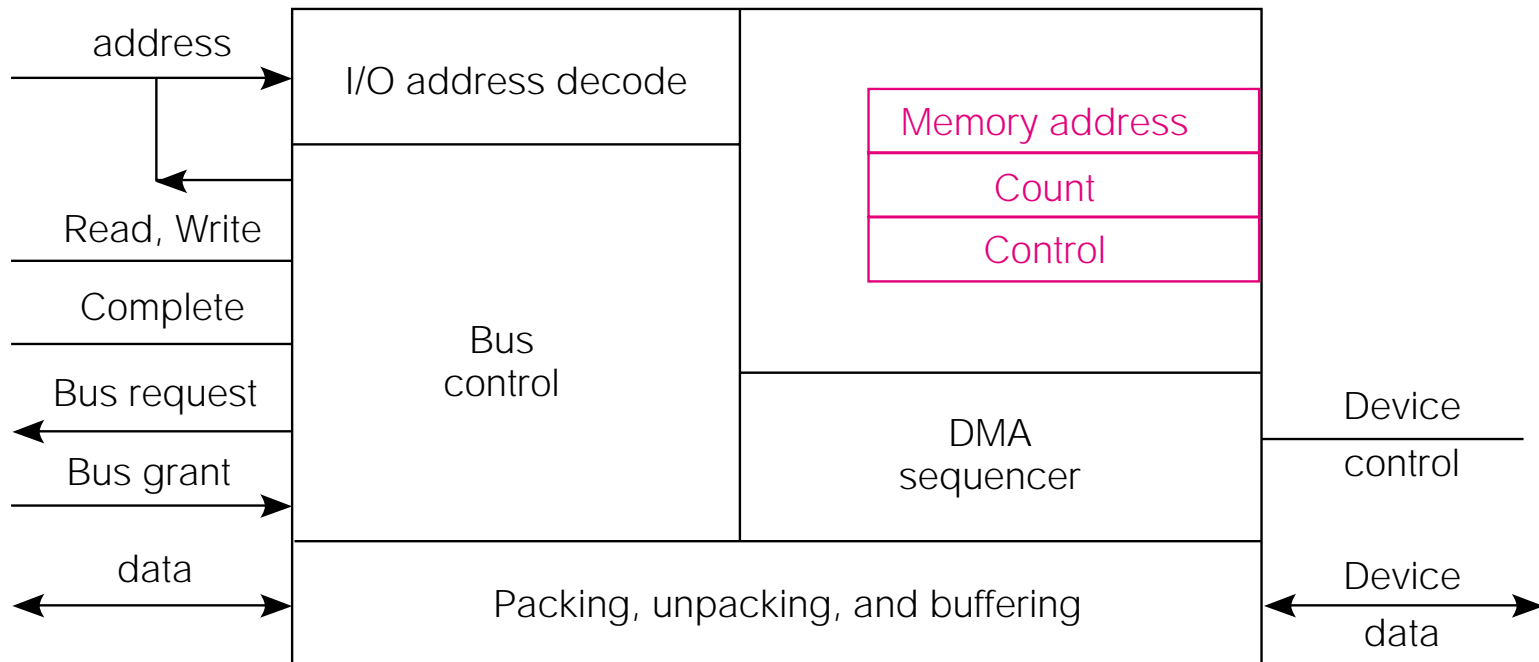 address
I/O address decode
Memory address
Count
Control
Read, Write
Complete
Bus request
Bus grant
data
Bus
control
DMA
sequencer
Device
control
Packing, unpacking, and buffering
Device
data